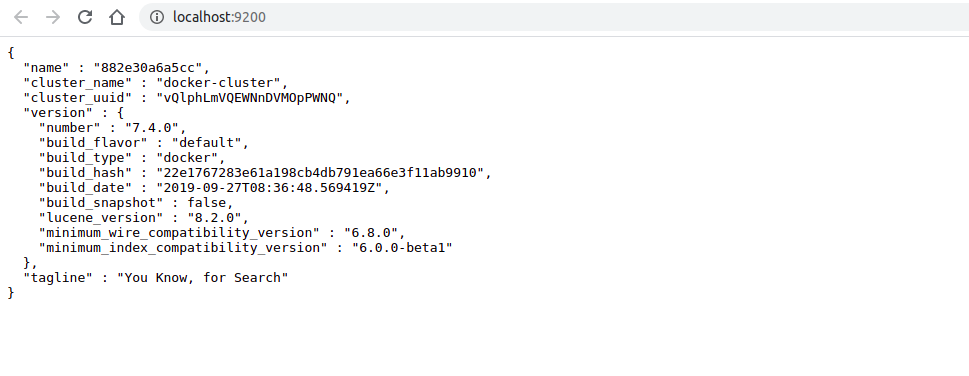 localhost:9200
{
  "name" : "882e30a6a5cc",
  "cluster_name" : "docker-cluster",
  "cluster_uuid" : "vQlphLmVQEWNnDVMOpPWNQ",
  "version" : {
    "number" : "7.4.0",
    "build_flavor" : "default",
    "build_type" : "docker",
    "build_hash" : "22e1767283e61a198cb4db791ea66e3f11ab9910",
    "build_date" : "2019-09-27T08:36:48.569419Z",
    "build_snapshot" : false,
    "lucene_version" : "8.2.0",
    "minimum_wire_compatibility_version" : "6.8.0",
    "minimum_index_compatibility_version" : "6.0.0-beta1"
  },
  "tagline" : "You Know, for Search"
}